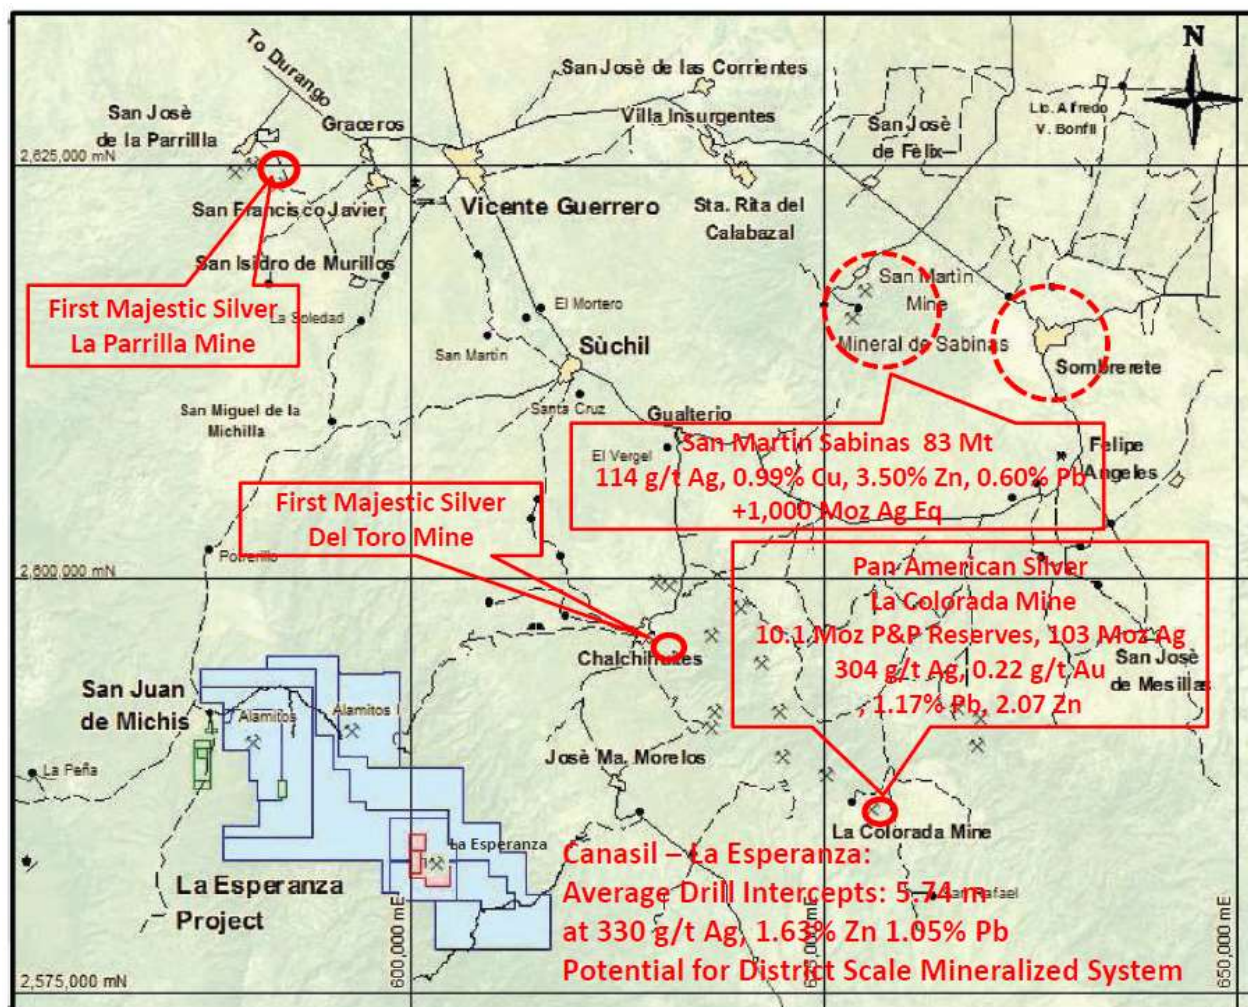 N
To Durango
San Josè de las Corrientes
San Josè
de la Parrillla
Graceros
Villa Insurgentes
San Josè
de Fèlix
Lic. Alfredo
V. Bonfil
2,625,000 mN
San Francisco Javier
Vicente Guerrero
Sta. Rita del
Calabazal
San Isidro de Murillos
San Martìn
Mine
First Majestic Silver
La Parrilla Mine
La Soledad
El Mortero
San Martìn
Sùchil
Mineral de Sabinas
Sombrerete
San Miguel de la
Michilla
Santa Cruz
Gualterio
El Vergel
San Martin Sabinas 83 Mt
114 g/t Ag, 0.99% Cu, 3.50% Zn, 0.60% Pb
+1,000 Moz Ag Eq
Felipe
Angeles
First Majestic Silver
Del Toro Mine
Potrerillo
2,600,000 mN
Pan American Silver
La Colorada Mine
10.1 Moz P&P Reserves, 103 Moz Ag
304 g/t Ag, 0.22 g/t Au
, 1.17% Pb, 2.07 Zn
Chalchihuites
San Josè
de Mesillas
San Juan
de Michis
Alamitos
Alamitos I
La Peña
Josè Ma. Morelos
La Colorada Mine
La Esperanza
La Esperanza
Project
Canasil – La Esperanza:
Average Drill Intercepts: 5.74 m
at 330 g/t Ag, 1.63% Zn 1.05% Pb
Potential for District Scale Mineralized System
San Rafael
600,000 mE
625,000 mE
650,000 mE
2,575,000 mN